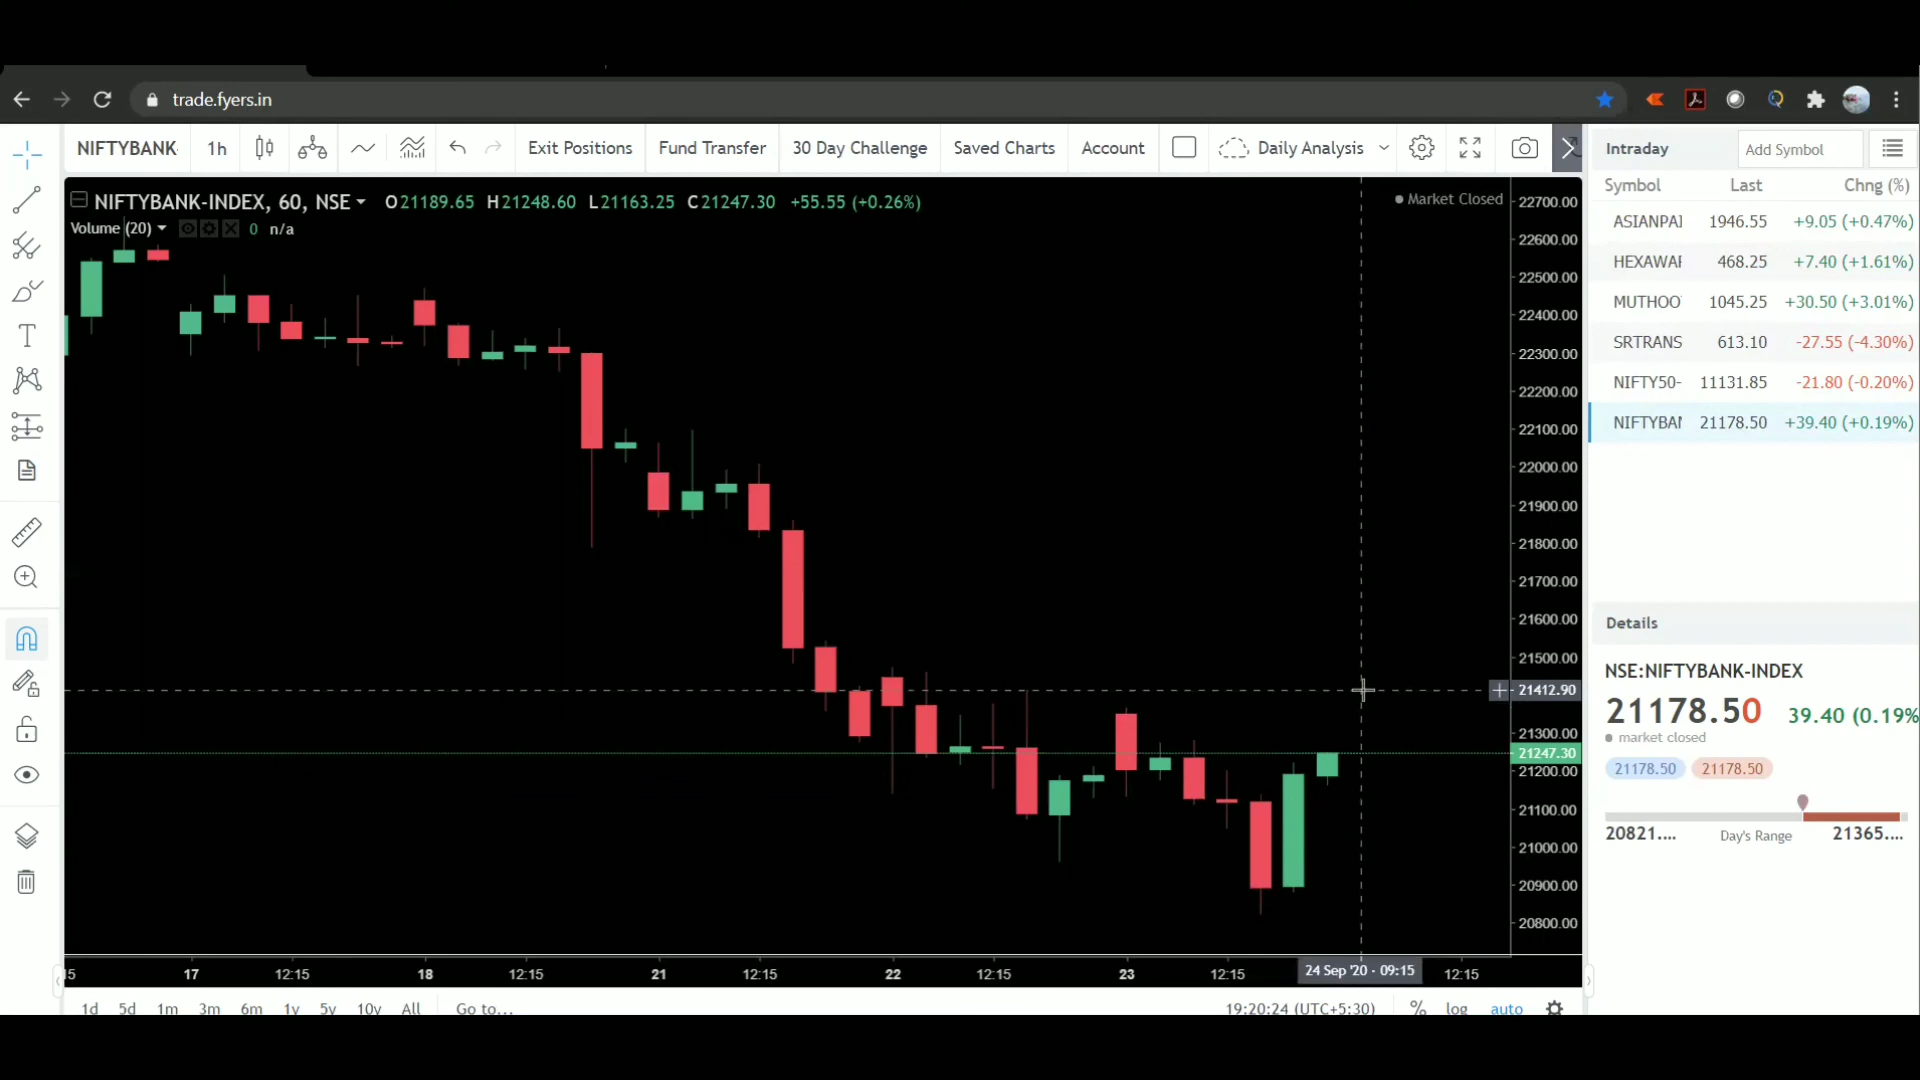 trade.fyers.in
NIFTYBANK 1h Exit Positions Fund Transfer 30 Day Challenge Saved Charts Account Daily Analysis
NIFTYBANK-INDEX, 60, NSE O21189.65 H21248.60 L21163.25 C21247.30 +55.55 (+0.26%)
Market Closed
Volume (20) 0 n/a
22700.00
22600.00
22500.00
22400.00
22300.00
22200.00
22100.00
22000.00
21900.00
21800.00
21700.00
21600.00
21500.00
21412.90
21300.00
21247.30
21200.00
21100.00
21000.00
20900.00
20800.00
15 17 12:15 18 12:15 21 12:15 22 12:15 23 12:15 24 Sep '20 - 09:15 12:15
1d 5d 1m 3m 6m 1y 5y 10y All Go to... 19:20:24 (UTC+5:30) % log auto
Intraday Add Symbol
Symbol Last Chng (%)
ASIANPAI 1946.55 +9.05 (+0.47%)
HEXAWAR 468.25 +7.40 (+1.61%)
MUTHOO 1045.25 +30.50 (+3.01%)
SRTRANS 613.10 -27.55 (-4.30%)
NIFTY50- 11131.85 -21.80 (-0.20%)
NIFTYBAN 21178.50 +39.40 (+0.19%)
Details
NSE:NIFTYBANK-INDEX
21178.50 39.40 (0.19%
market closed
21178.50 21178.50
20821.... Day's Range 21365....